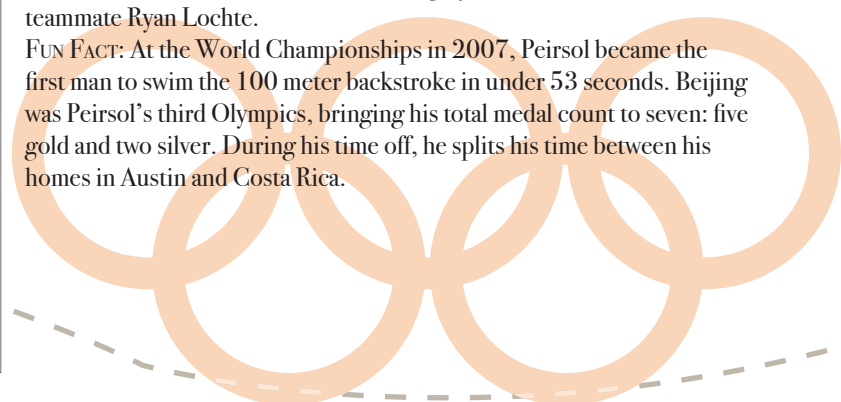 teammate Ryan Lochte.
FUN FACT: At the World Championships in 2007, Peirsol became the
first man to swim the 100 meter backstroke in under 53 seconds. Beijing
was Peirsol’s third Olympics, bringing his total medal count to seven: five
gold and two silver. During his time off, he splits his time between his
homes in Austin and Costa Rica.